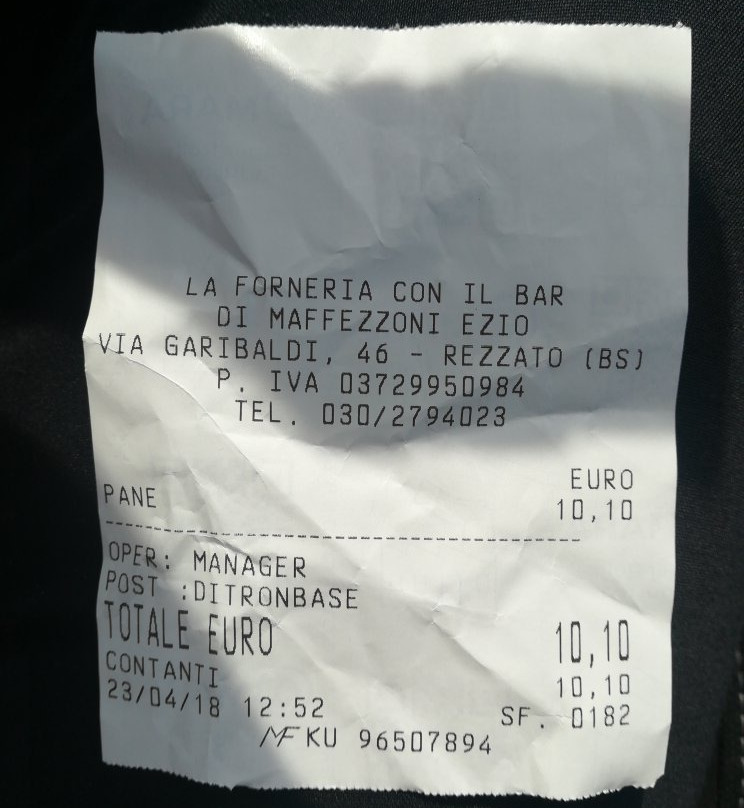 LA FORNERIA CON IL BAR
DI MAFFEZZONI EZIO
VIA GARIBALDI, 46 - REZZATO (BS)
P. IVA 03729950984
TEL. 030/2794023
EURO
PANE 10,10
OPER: MANAGER
POST :DITRONBASE
TOTALE EURO 10,10
CONTANTI 10,10
23/04/18 12:52 SF. 0182
MF KU 96507894